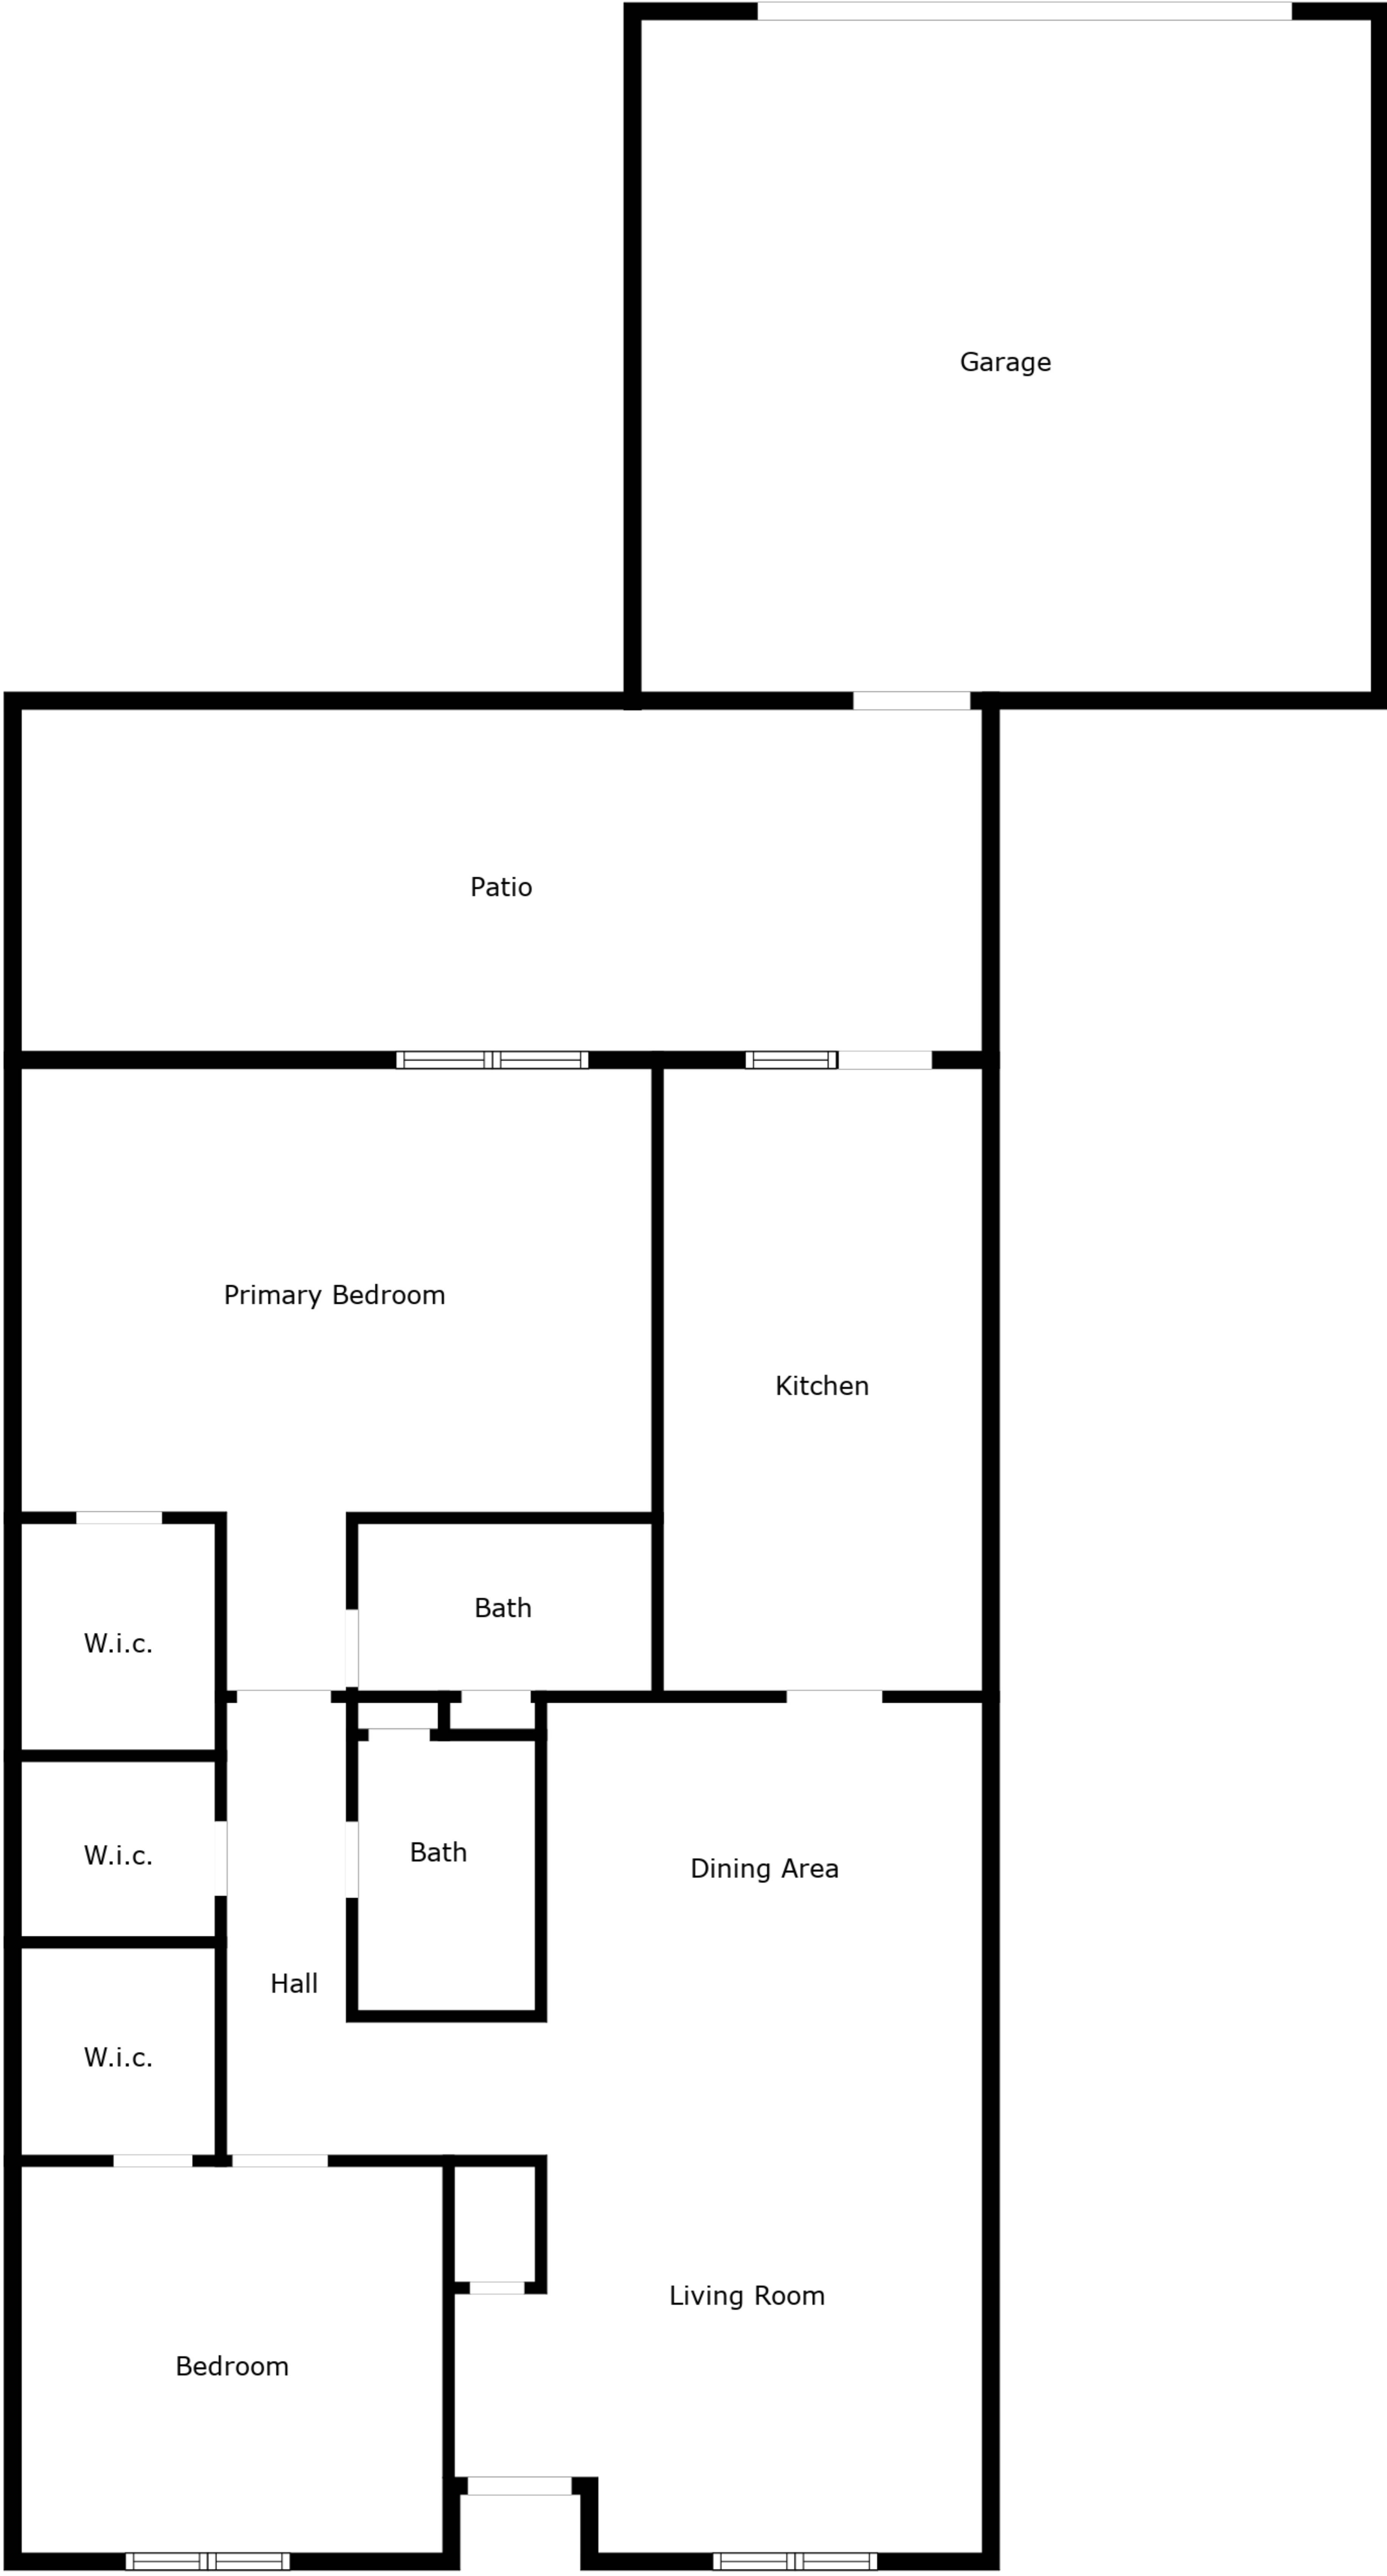 Garage
Patio
Primary Bedroom
Kitchen
Bath
W.i.c.
Bath
W.i.c.
Dining Area
Hall
W.i.c.
Living Room
Bedroom